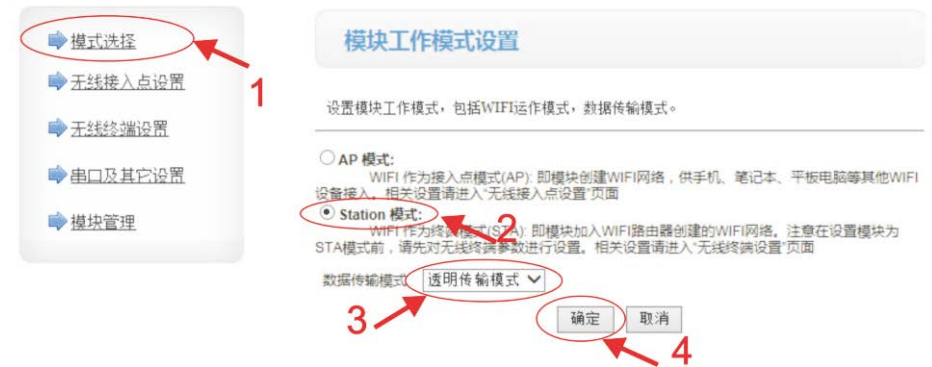 模式选择
1
无线接入点设置
无线终端设置
串口及其它设置
模块管理
模块工作模式设置
设置模块工作模式，包括WIFI运作模式，数据传输模式。
AP 模式:
WIFI 作为接入点模式(AP): 即模块创建WIFI网络，供手机、笔记本、平板电脑等其他WIFI
设备接入。相关设置请进入“无线接入点设置”页面
Station 模式:
2
WIFI 作为终端模式(STA): 即模块加入WIFI路由器创建的WIFI网络。注意在设置模块为
STA模式前，请先对无线终端参数进行设置。相关设置请进入“无线终端设置”页面
数据传输模式 透明传输模式
3
确定 取消
4